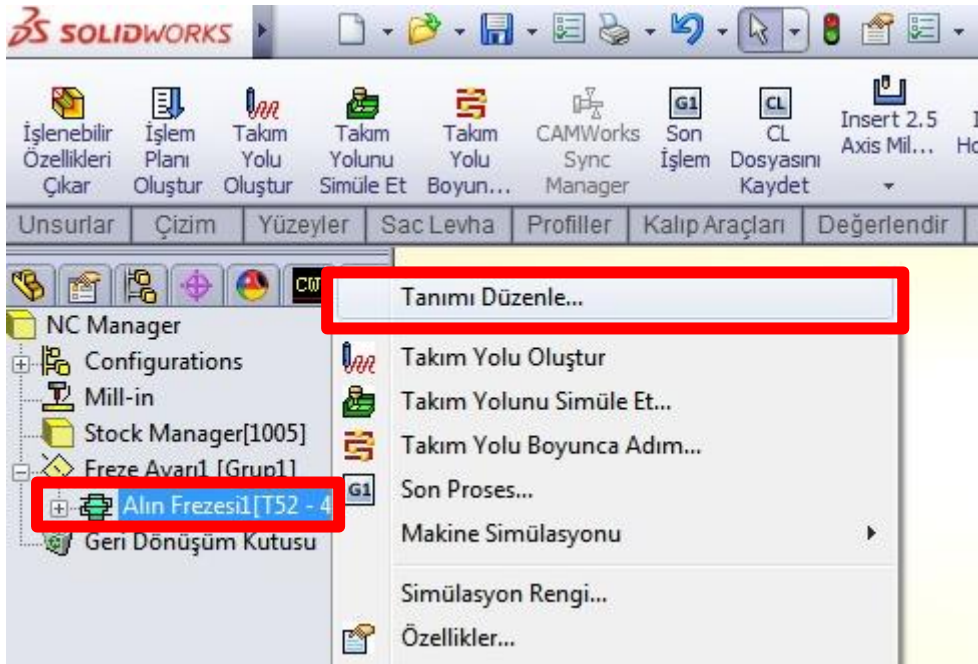 SOLIDWORKS
İşlenebilir Özellikleri Çıkar
İşlem Planı Oluştur
Takım Yolu Oluştur
Takım Yolunu Simüle Et
Takım Yolu Boyun...
CAMWorks Sync Manager
G1
Son İşlem
CL
CL Dosyasını Kaydet
Insert 2.5 Axis Mil...
Unsurlar
Çizim
Yüzeyler
Sac Levha
Profiller
Kalıp Araçları
Değerlendir
NC Manager
Configurations
Mill-in
Stock Manager[1005]
Freze Ayarı1 [Grup1]
Alın Frezesi1[T52 - 4
Geri Dönüşüm Kutusu
Tanımı Düzenle...
Takım Yolu Oluştur
Takım Yolunu Simüle Et...
Takım Yolu Boyunca Adım...
G1
Son Proses...
Makine Simülasyonu
Simülasyon Rengi...
Özellikler...